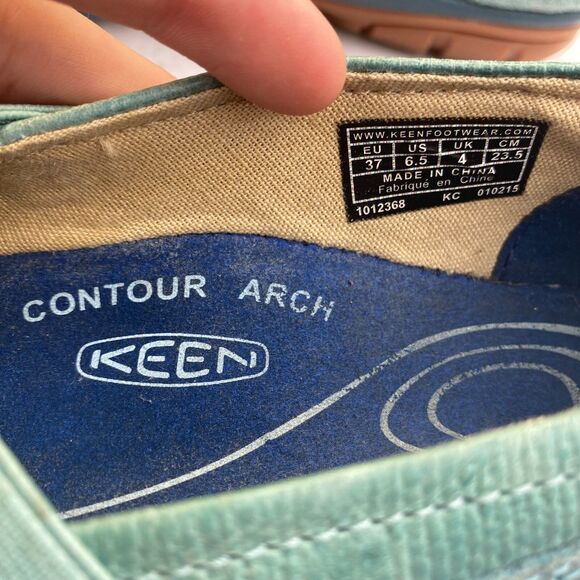 WWW.KEENFOOTWEAR.COM
EU US UK CM
37 6.5 4 23.5
MADE IN CHINA
Fabriqué en Chine
1012368 KC 010215
CONTOUR ARCH
KEEN